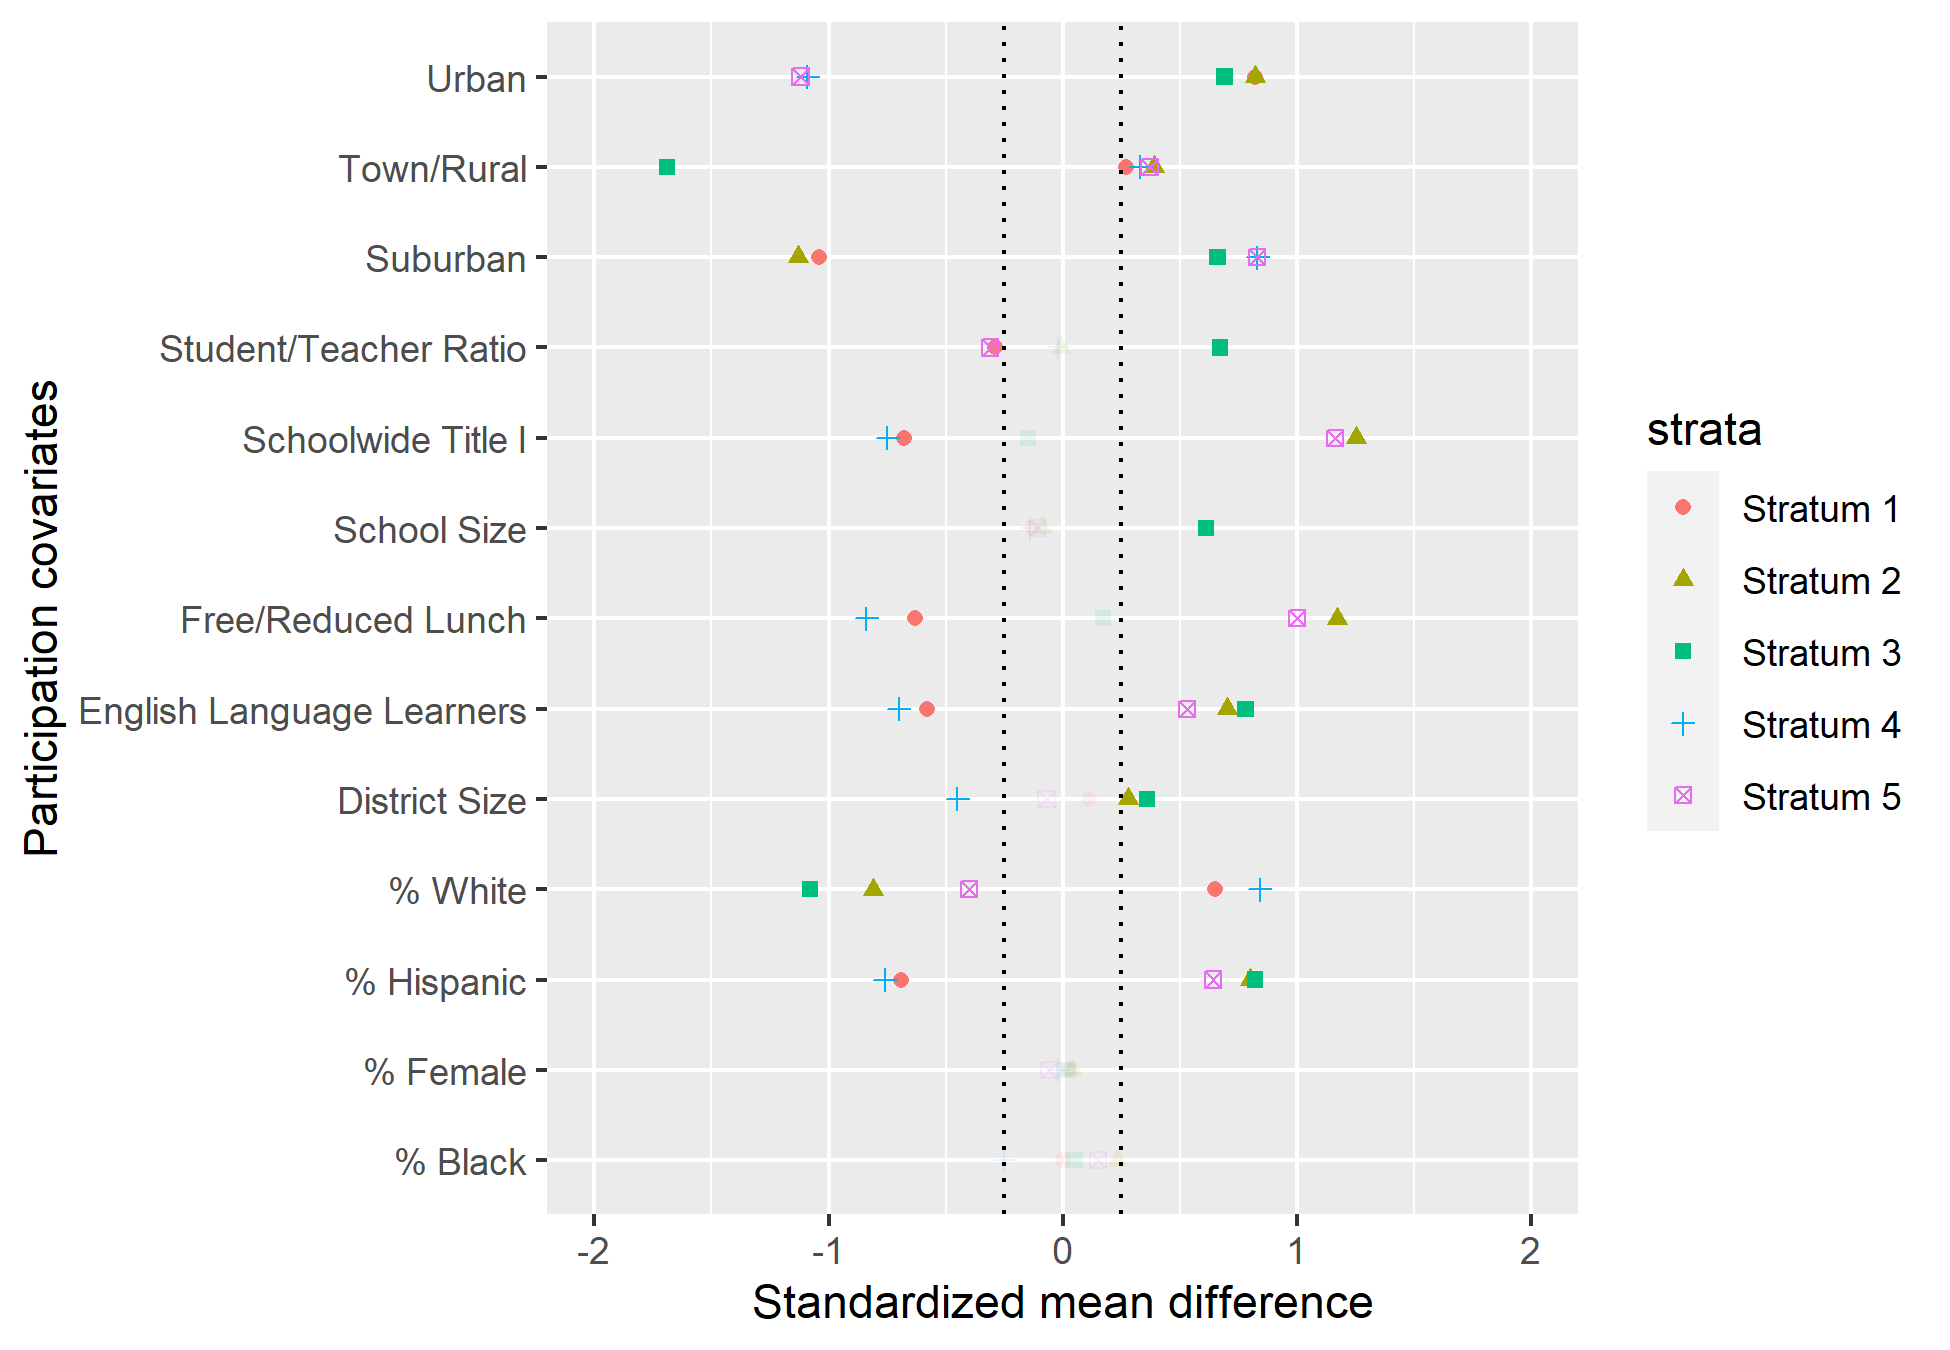 Participation covariates
Urban
Town/Rural
Suburban
Student/Teacher Ratio
Schoolwide Title I
School Size
Free/Reduced Lunch
English Language Learners
District Size
% White
% Hispanic
% Female
% Black
-2 -1 0 1 2
Standardized mean difference
strata
Stratum 1
Stratum 2
Stratum 3
Stratum 4
Stratum 5